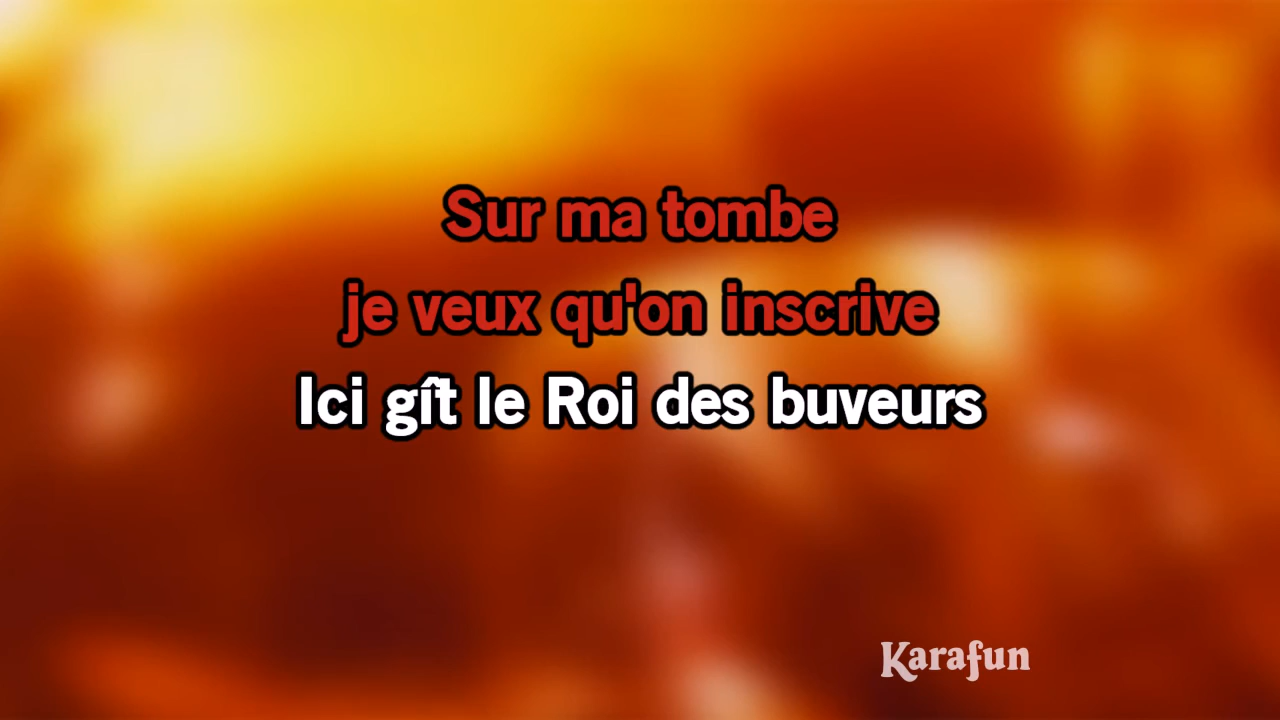 Sur ma tombe
je veux qu'on inscrive
Ici gît le Roi des buveurs
Karafun